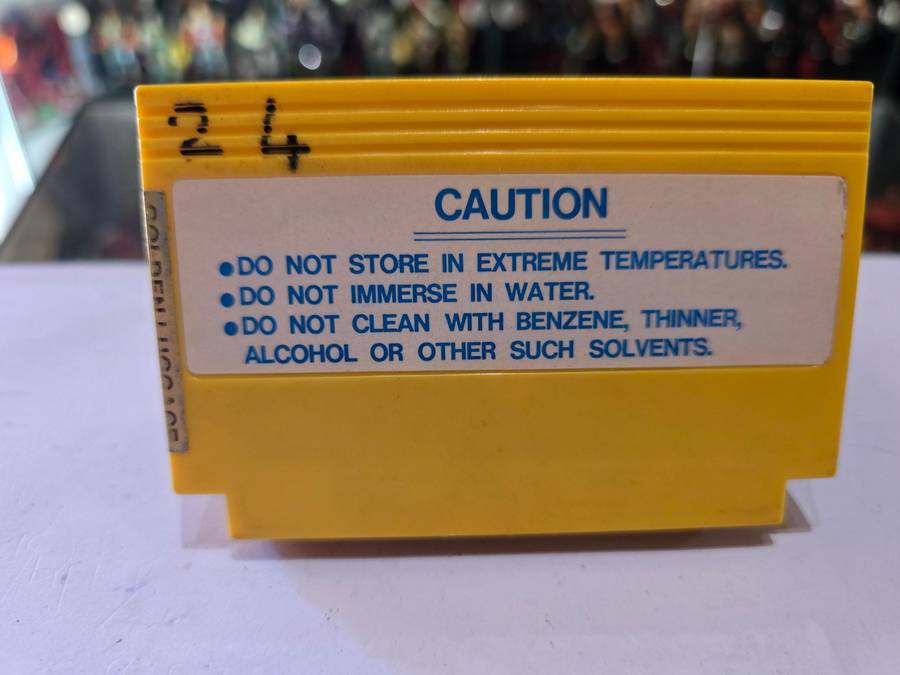 24
CAUTION
●DO NOT STORE IN EXTREME TEMPERATURES.
●DO NOT IMMERSE IN WATER.
●DO NOT CLEAN WITH BENZENE, THINNER,
ALCOHOL OR OTHER SUCH SOLVENTS.